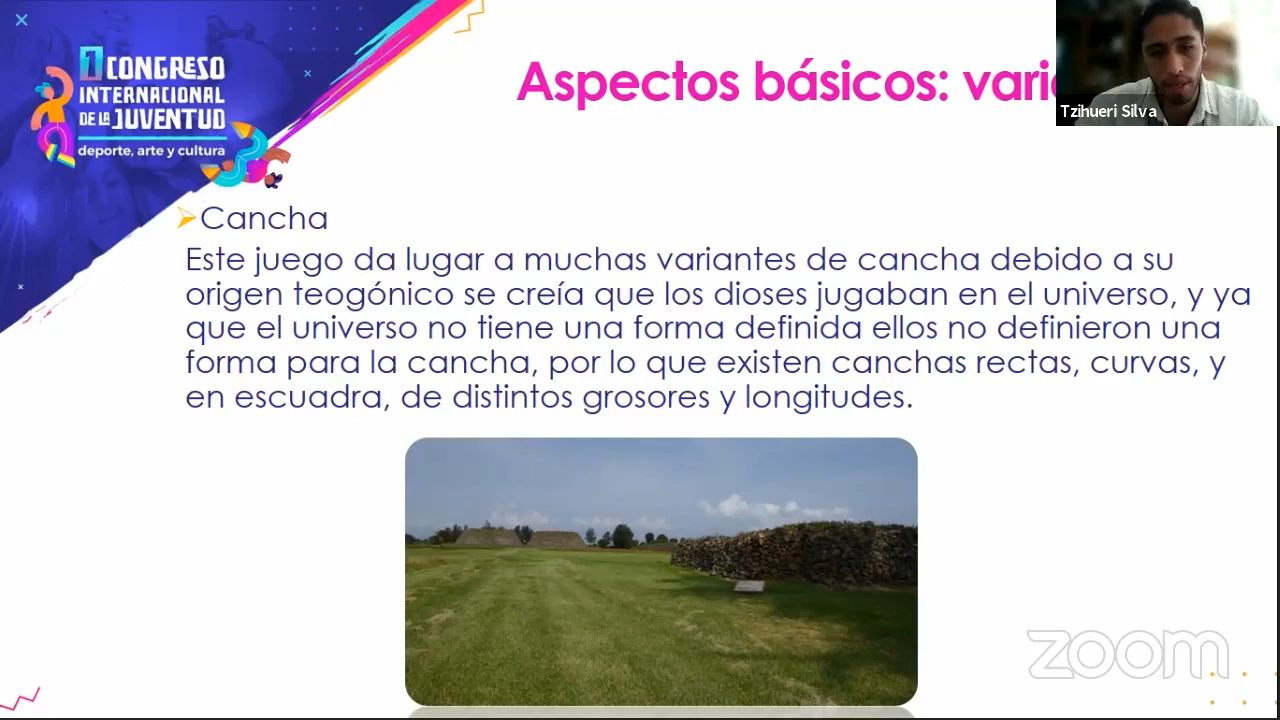 1 CONGRESO
INTERNACIONAL
DE LA JUVENTUD
deporte, arte y cultura
Aspectos básicos:
Tzihueri Silva
Cancha
Este juego da lugar a muchas variantes de cancha debido a su
origen teogónico se creía que los dioses jugaban en el universo, y ya
que el universo no tiene una forma definida ellos no definieron una
forma para la cancha, por lo que existen canchas rectas, curvas, y
en escuadra, de distintos grosores y longitudes.
zoom